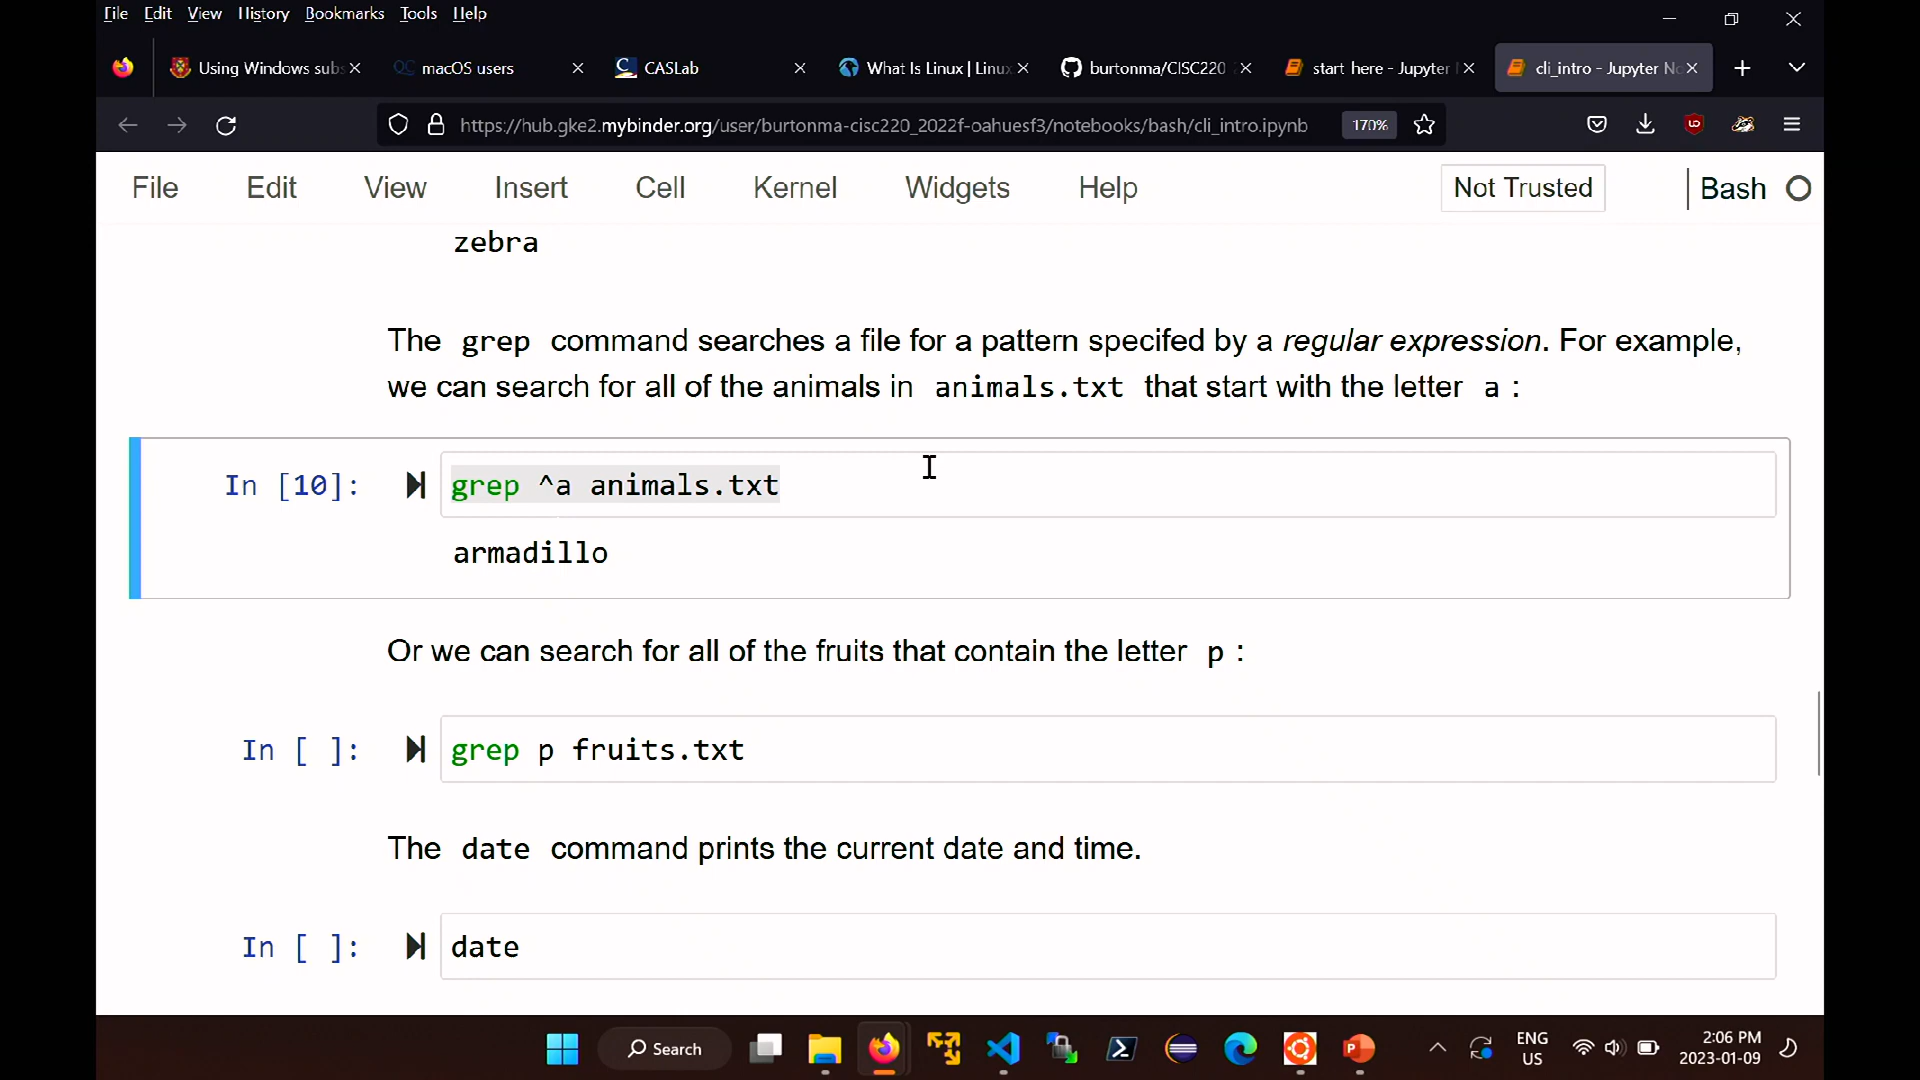 File Edit View History Bookmarks Tools Help
Using Windows subs macOS users CASLab What Is Linux | Linux burtonma/CISC220 start here - Jupyter N cli_intro - Jupyter No
https://hub.gke2.mybinder.org/user/burtonma-cisc220_2022f-oahuesf3/notebooks/bash/cli_intro.ipynb 170%
File Edit View Insert Cell Kernel Widgets Help Not Trusted Bash
zebra
The grep command searches a file for a pattern specifed by a regular expression. For example,
we can search for all of the animals in animals.txt that start with the letter a :
In [10]: grep ^a animals.txt
armadillo
Or we can search for all of the fruits that contain the letter p :
In [ ]: grep p fruits.txt
The date command prints the current date and time.
In [ ]: date
Search ENG 2:06 PM
US 2023-01-09